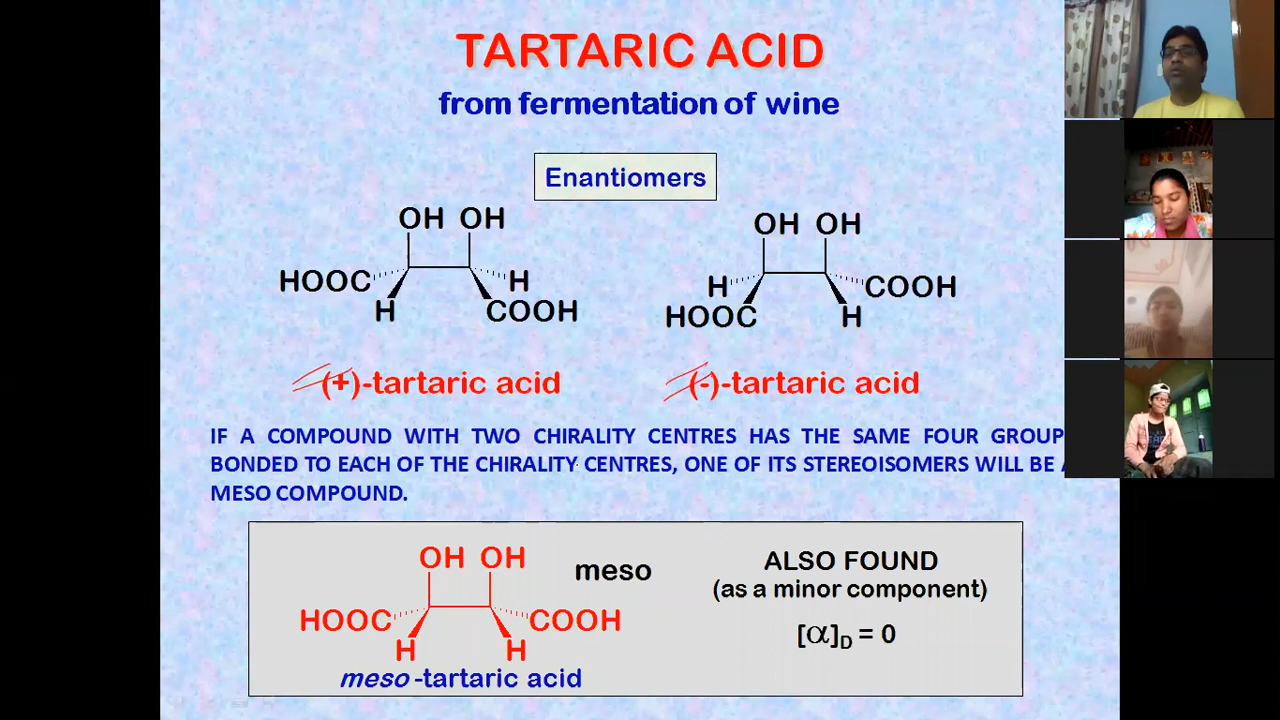 TARTARIC ACID
from fermentation of wine
Enantiomers
OH OH
HOOC H
H COOH
OH OH
H COOH
HOOC H
(+)-tartaric acid
(-)-tartaric acid
IF A COMPOUND WITH TWO CHIRALITY CENTRES HAS THE SAME FOUR GROUP
BONDED TO EACH OF THE CHIRALITY CENTRES, ONE OF ITS STEREOISOMERS WILL BE
MESO COMPOUND.
OH OH
HOOC COOH
H H
meso
meso-tartaric acid
ALSO FOUND
(as a minor component)
[α]D = 0